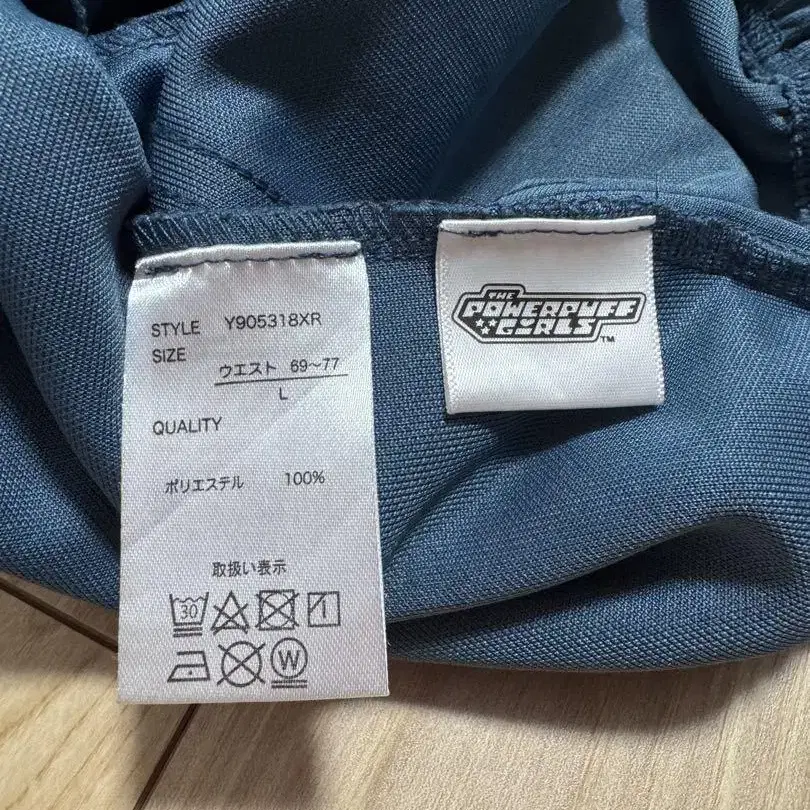 STYLE Y905318XR
SIZE
ウエスト 69〜77
L
QUALITY
ポリエステル 100%
取扱い表示
30
W
THE
POWERPUFF
GIRLS
TM